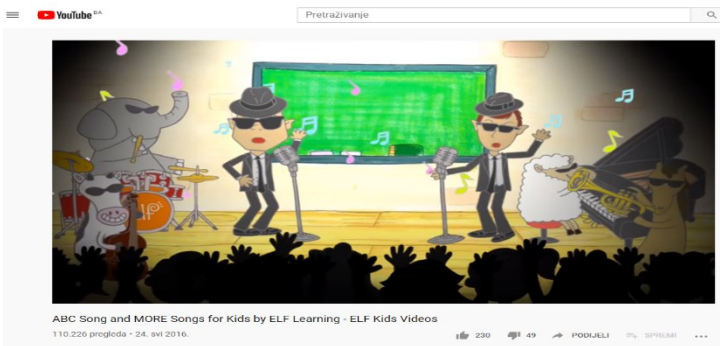 YouTube BA
Pretraživanje
elf
ABC Song and MORE Songs for Kids by ELF Learning - ELF Kids Videos
110.226 pregleda • 24. svi 2016.
230 49 PODIJELI SPREMI ...